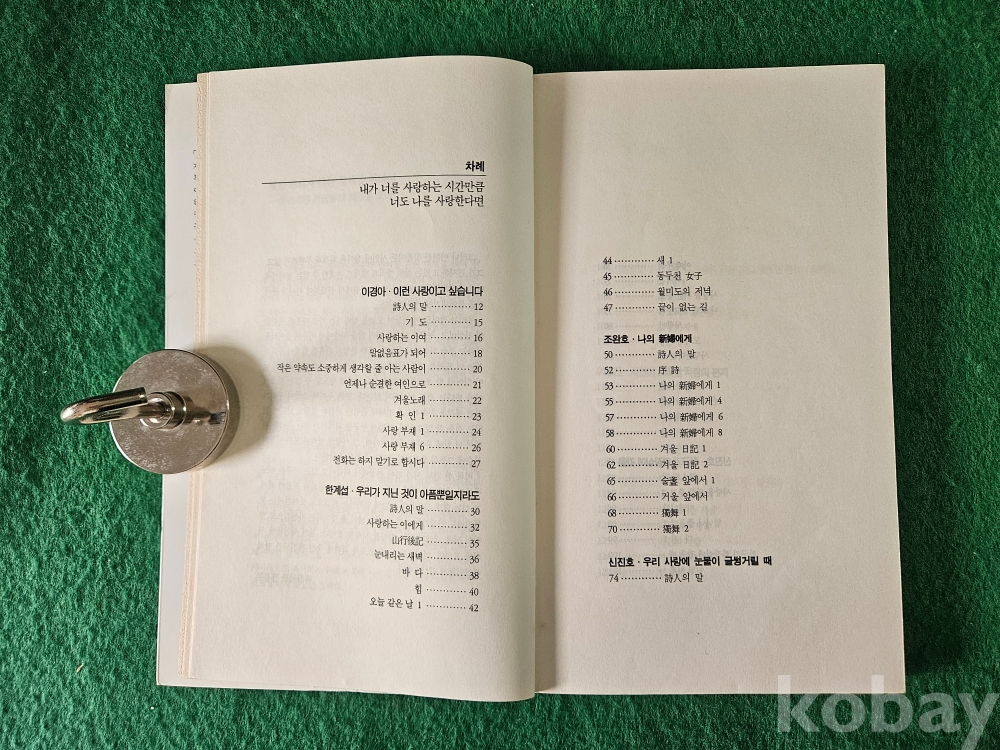 차례
내가 너를 사랑하는 시간만큼
너도 나를 사랑한다면
이경아 · 이런 사랑이고 싶습니다
詩人의 말 ············ 12
기 도 ············ 15
사랑하는 이여 ············ 16
말없음표가 되어 ············ 18
작은 약속도 소중하게 생각할 줄 아는 사람이 ············ 20
언제나 순결한 여인으로 ············ 21
겨울노래 ············ 22
확 인 1 ············ 23
사랑 부재 1 ············ 24
사랑 부재 6 ············ 26
전화는 하지 말기로 합시다 ············ 27
한계설 · 우리가 지닌 것이 아픔뿐일지라도
詩人의 말 ············ 30
사랑하는 이에게 ············ 32
山行後記 ············ 35
눈내리는 새벽 ············ 36
바 다 ············ 38
힘 ············ 40
오늘 같은 날 1 ············ 42
44 ············ 새 1
45 ············ 동두천 女子
46 ············ 월미도의 저녁
47 ············ 끝이 없는 길
조완호 · 나의 新婦에게
50 ············ 詩人의 말
52 ············ 序 詩
53 ············ 나의 新婦에게 1
55 ············ 나의 新婦에게 4
57 ············ 나의 新婦에게 6
58 ············ 나의 新婦에게 8
60 ············ 겨울 日記 1
62 ············ 겨울 日記 2
65 ············ 술盞 앞에서 1
66 ············ 거울 앞에서
68 ············ 獨舞 1
70 ············ 獨舞 2
신진호 · 우리 사랑에 눈물이 글썽거릴 때
74 ············ 詩人의 말
kobay